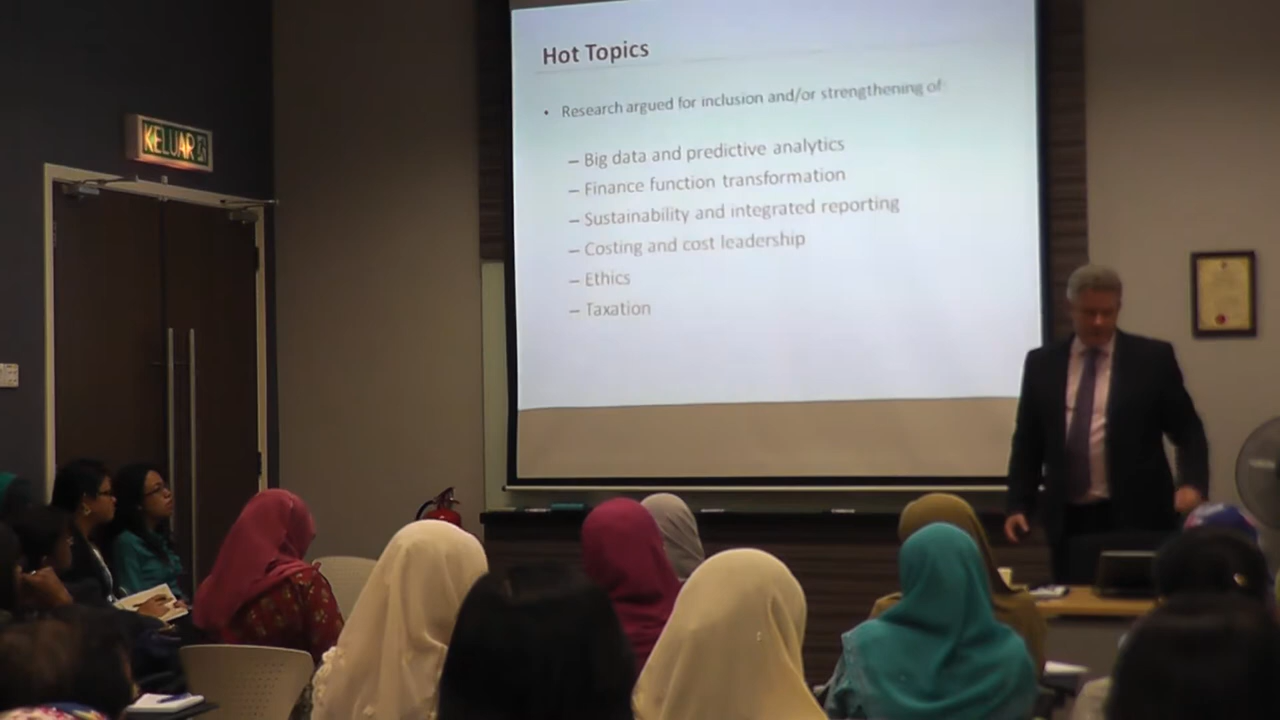 Hot Topics
• Research argued for inclusion and/or strengthening of:
– Big data and predictive analytics
– Finance function transformation
– Sustainability and integrated reporting
– Costing and cost leadership
– Ethics
– Taxation
KELUAR